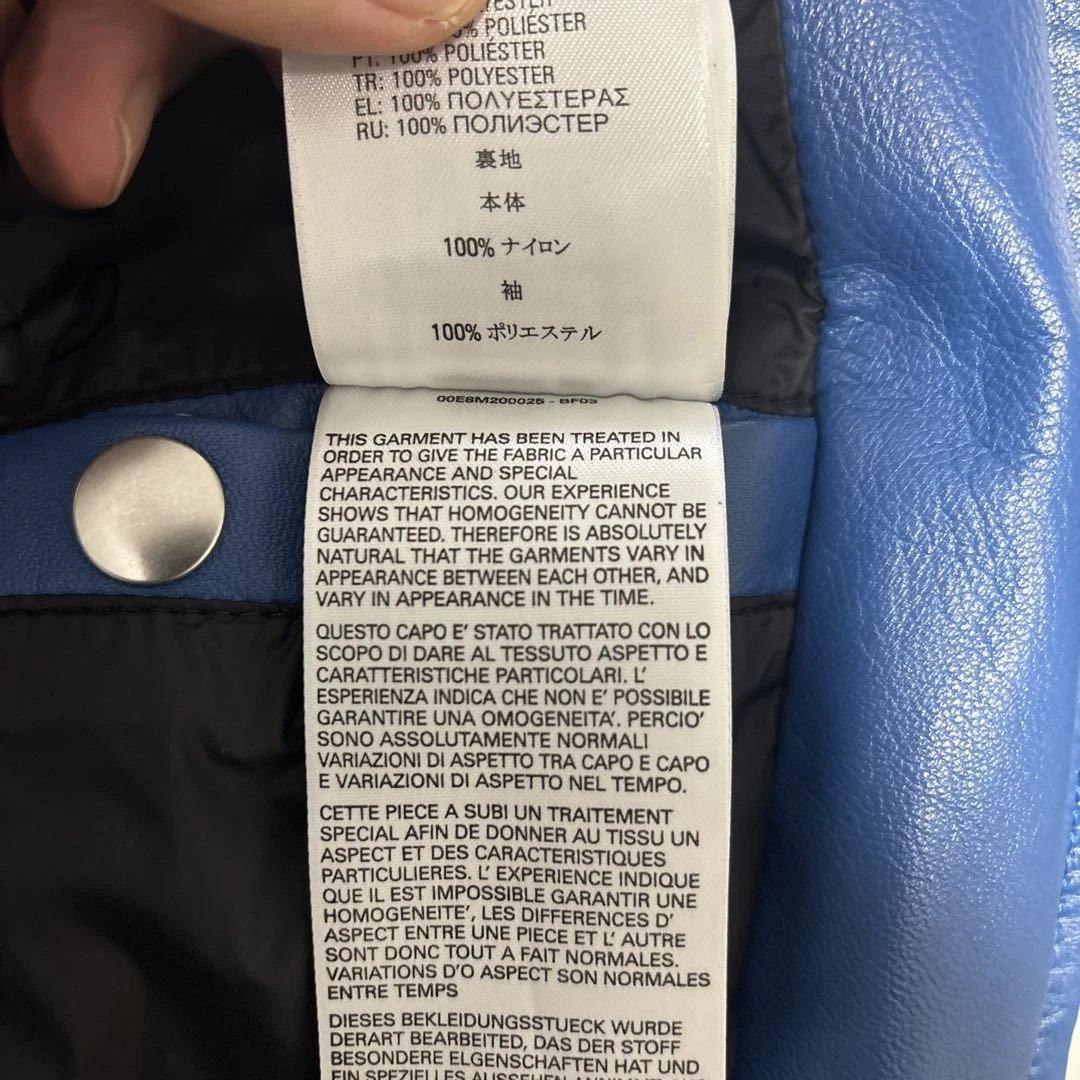 POLIÉSTER
PT: 100% POLIÉSTER
TR: 100% POLYESTER
EL: 100% ΠΟΛΥΕΣΤΕΡΑΣ
RU: 100% ПОЛИЭСТЕР
裏地
本体
100% ナイロン
袖
100% ポリエステル
00E8M200025 - BF03
THIS GARMENT HAS BEEN TREATED IN
ORDER TO GIVE THE FABRIC A PARTICULAR
APPEARANCE AND SPECIAL
CHARACTERISTICS. OUR EXPERIENCE
SHOWS THAT HOMOGENEITY CANNOT BE
GUARANTEED. THEREFORE IS ABSOLUTELY
NATURAL THAT THE GARMENTS VARY IN
APPEARANCE BETWEEN EACH OTHER, AND
VARY IN APPEARANCE IN THE TIME.
QUESTO CAPO E' STATO TRATTATO CON LO
SCOPO DI DARE AL TESSUTO ASPETTO E
CARATTERISTICHE PARTICOLARI. L'
ESPERIENZA INDICA CHE NON E' POSSIBILE
GARANTIRE UNA OMOGENEITA'. PERCIO'
SONO ASSOLUTAMENTE NORMALI
VARIAZIONI DI ASPETTO TRA CAPO E CAPO
E VARIAZIONI DI ASPETTO NEL TEMPO.
CETTE PIECE A SUBI UN TRAITEMENT
SPECIAL AFIN DE DONNER AU TISSU UN
ASPECT ET DES CARACTERISTIQUES
PARTICULIERES. L' EXPERIENCE INDIQUE
QUE IL EST IMPOSSIBLE GARANTIR UNE
HOMOGENEITE', LES DIFFERENCES D'
ASPECT ENTRE UNE PIECE ET L' AUTRE
SONT DONC TOUT A FAIT NORMALES.
VARIATIONS D'O ASPECT SON NORMALES
ENTRE TEMPS
DIESES BEKLEIDUNGSSTUECK WURDE
DERART BEARBEITED, DAS DER STOFF
BESONDERE ELGENSCHAFTEN HAT UND
EIN SPEZIELLES AUSSEHEN